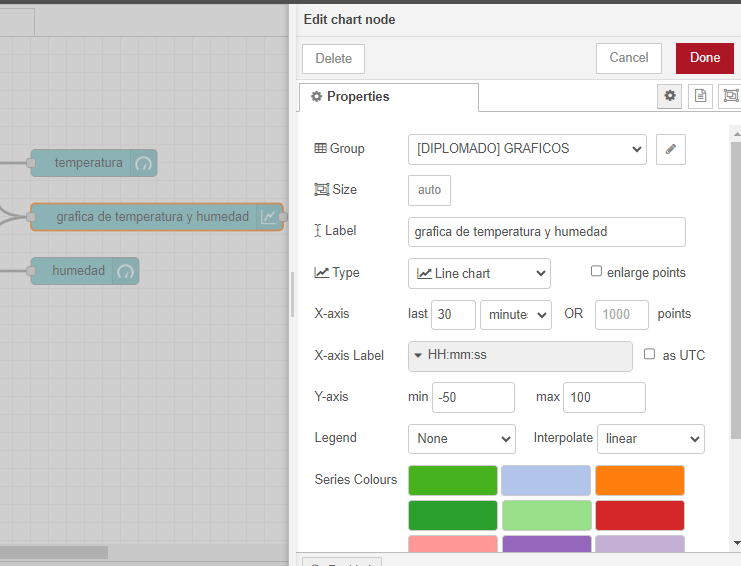 Edit chart node
Delete
Cancel
Done
Properties
temperatura
grafica de temperatura y humedad
humedad
Group
[DIPLOMADO] GRAFICOS
Size
auto
Label
grafica de temperatura y humedad
Type
Line chart
enlarge points
X-axis
last 30 minutes OR 1000 points
X-axis Label
HH:mm:ss
as UTC
Y-axis
min -50 max 100
Legend
None
Interpolate linear
Series Colours